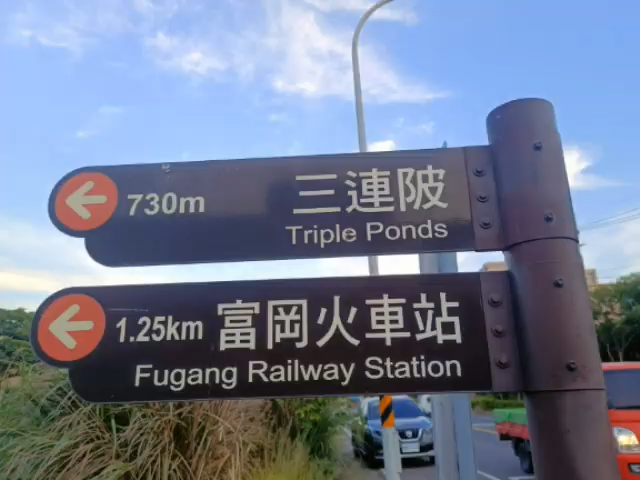 730m 三連陂
Triple Ponds
1.25km 富岡火車站
Fugang Railway Station